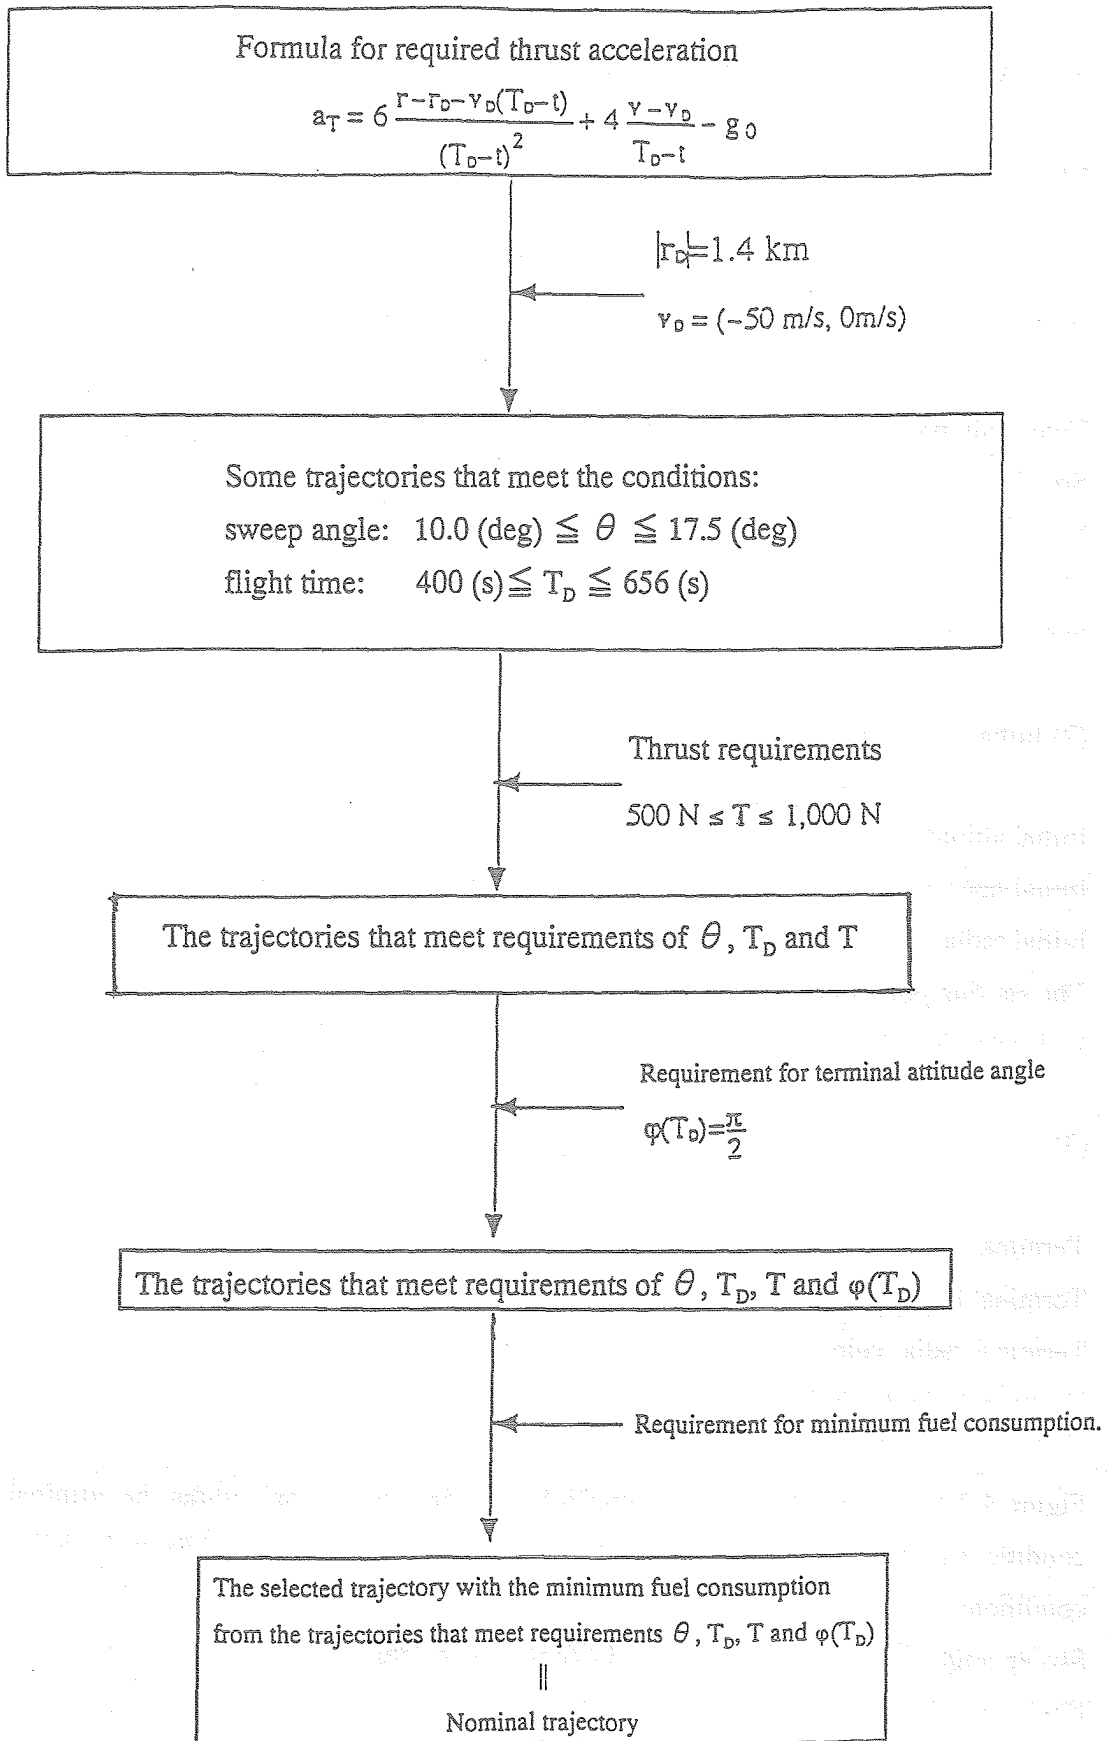 Formula for required thrust acceleration
a_T = 6 \frac{r-r_D-v_D(T_D-t)}{(T_D-t)^2} + 4 \frac{v-v_D}{T_D-t} - g_0
|r_D|=1.4 km
v_D = (-50 m/s, 0m/s)
Some trajectories that meet the conditions:
sweep angle: 10.0 (deg) ≦ θ ≦ 17.5 (deg)
flight time: 400 (s) ≦ T_D ≦ 656 (s)
Thrust requirements
500 N ≤ T ≤ 1,000 N
The trajectories that meet requirements of θ, T_D and T
Requirement for terminal attitude angle
φ(T_D)=π/2
The trajectories that meet requirements of θ, T_D, T and φ(T_D)
Requirement for minimum fuel consumption.
The selected trajectory with the minimum fuel consumption
from the trajectories that meet requirements θ, T_D, T and φ(T_D)
||
Nominal trajectory